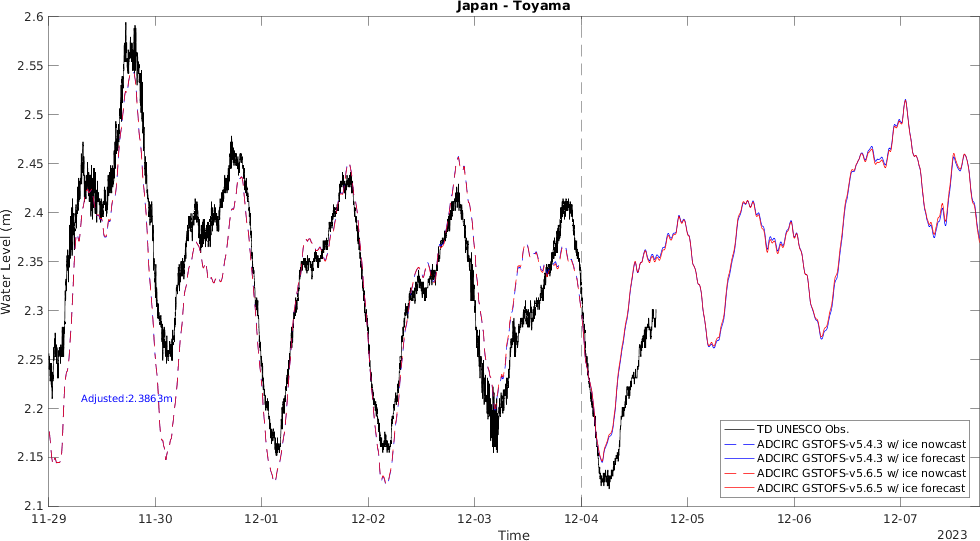 Japan - Toyama
2.6
2.55
2.5
2.45
2.4
2.35
2.3
2.25
2.2
2.15
2.1
Water Level (m)
Adjusted:2.3863m
TD UNESCO Obs.
ADCIRC GSTOFS-v5.4.3 w/ ice nowcast
ADCIRC GSTOFS-v5.4.3 w/ ice forecast
ADCIRC GSTOFS-v5.6.5 w/ ice nowcast
ADCIRC GSTOFS-v5.6.5 w/ ice forecast
11-29 11-30 12-01 12-02 12-03 12-04 12-05 12-06 12-07
Time
2023